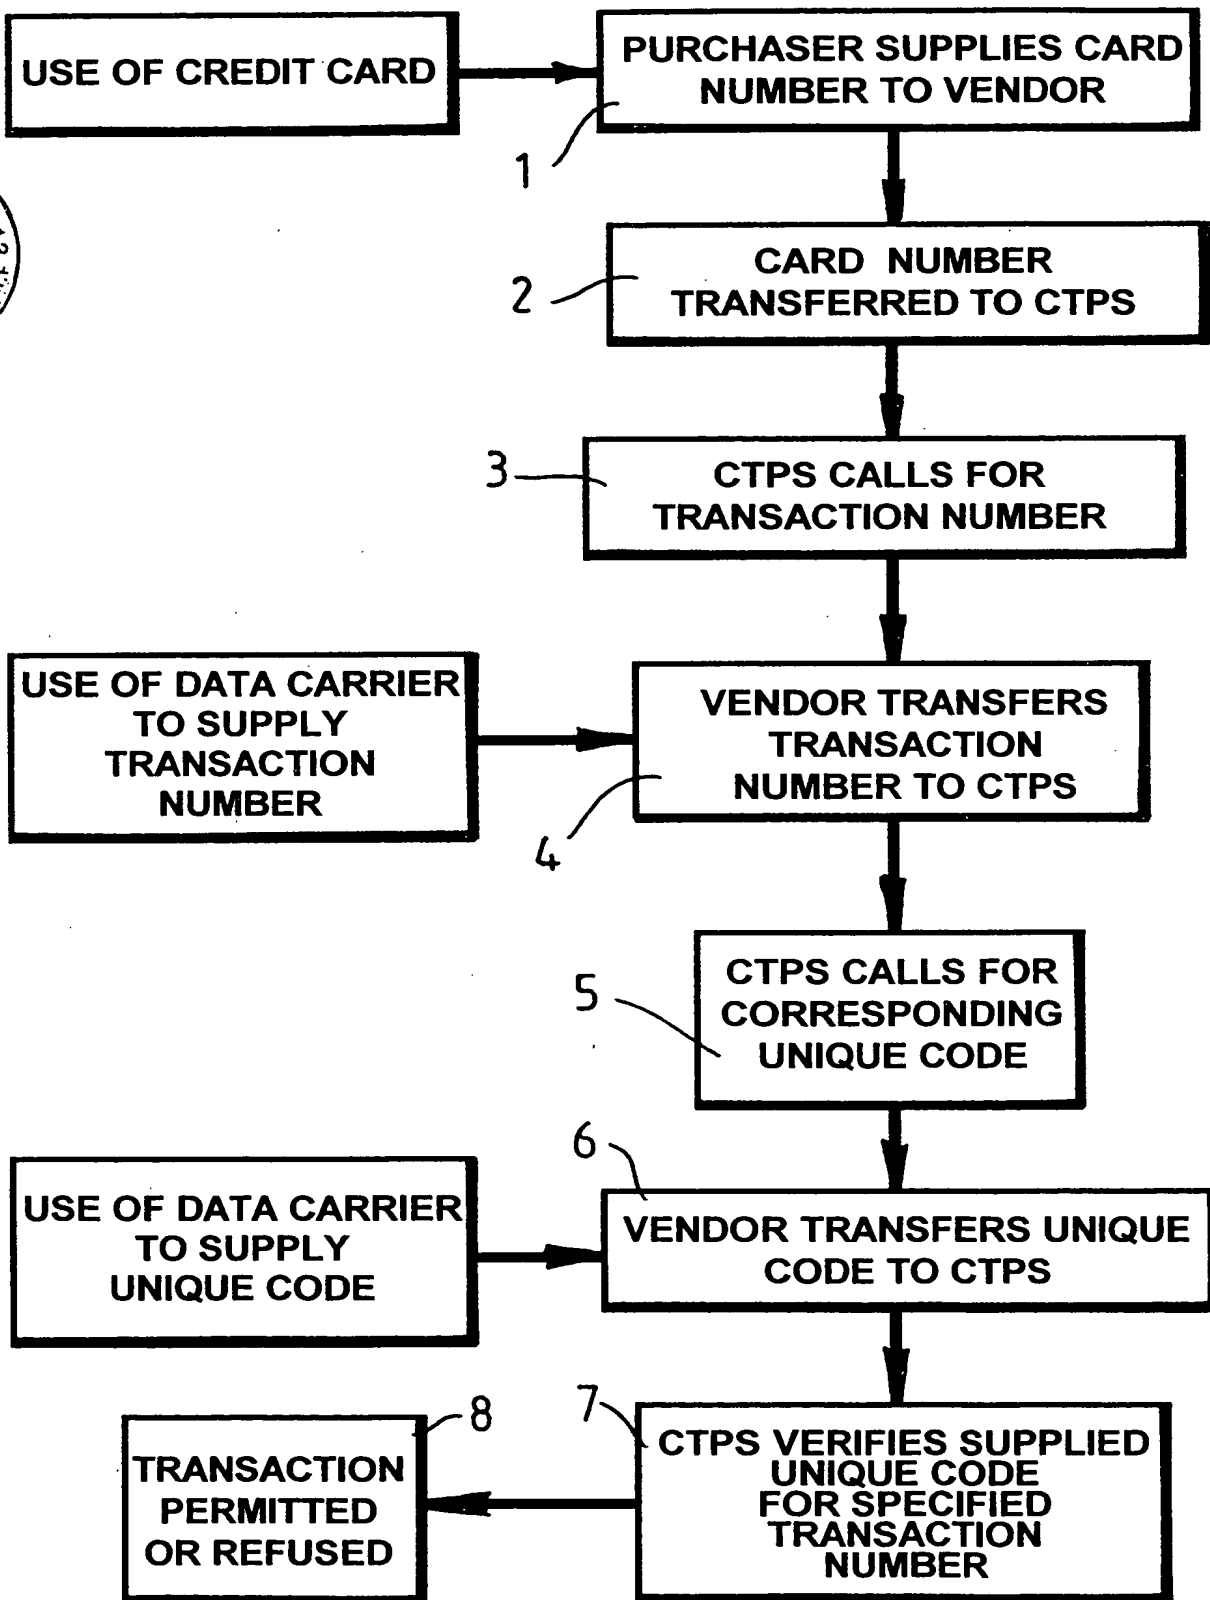 USE OF CREDIT CARD
PURCHASER SUPPLIES CARD
NUMBER TO VENDOR
1
CARD NUMBER
TRANSFERRED TO CTPS
2
3
CTPS CALLS FOR
TRANSACTION NUMBER
USE OF DATA CARRIER
TO SUPPLY
TRANSACTION
NUMBER
VENDOR TRANSFERS
TRANSACTION
NUMBER TO CTPS
4
CTPS CALLS FOR
CORRESPONDING
UNIQUE CODE
5
6
USE OF DATA CARRIER
TO SUPPLY
UNIQUE CODE
VENDOR TRANSFERS UNIQUE
CODE TO CTPS
7
CTPS VERIFIES SUPPLIED
UNIQUE CODE
FOR SPECIFIED
TRANSACTION
NUMBER
8
TRANSACTION
PERMITTED
OR REFUSED